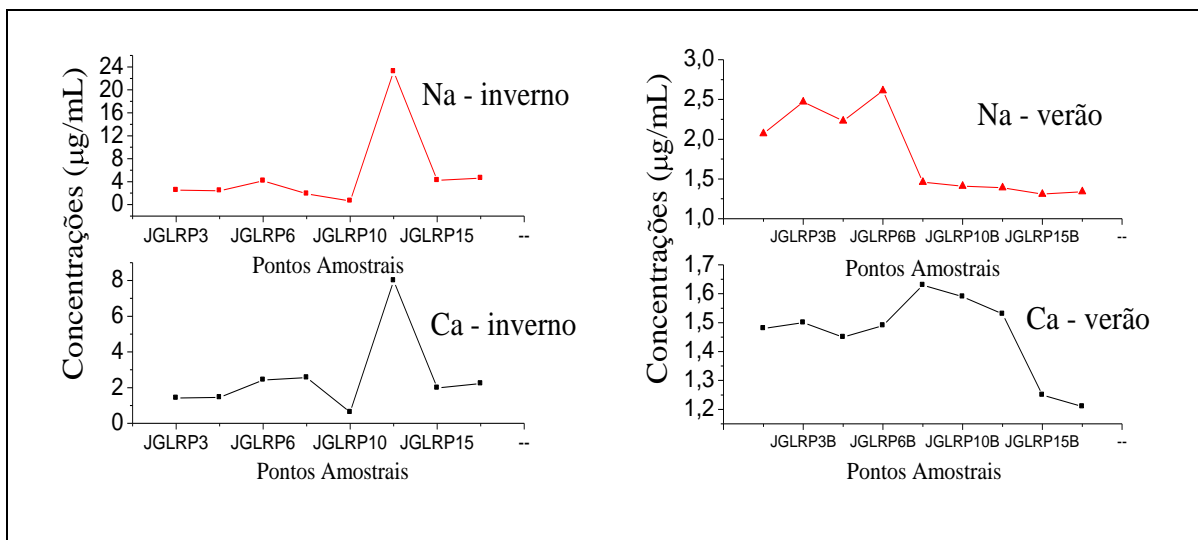 Concentrações (µg/mL)
24
20
16
12
8
4
0
Na - inverno
JGLRP3 JGLRP6 JGLRP10 JGLRP15 --
Pontos Amostrais
8
6
4
2
0
Ca - inverno
JGLRP3 JGLRP6 JGLRP10 JGLRP15 --
Pontos Amostrais
Concentrações (µg/mL)
3,0
2,5
2,0
1,5
1,0
Na - verão
JGLRP3B JGLRP6B JGLRP10B JGLRP15B --
Pontos Amostrais
1,7
1,6
1,5
1,4
1,3
1,2
Ca - verão
JGLRP3B JGLRP6B JGLRP10B JGLRP15B --
Pontos Amostrais